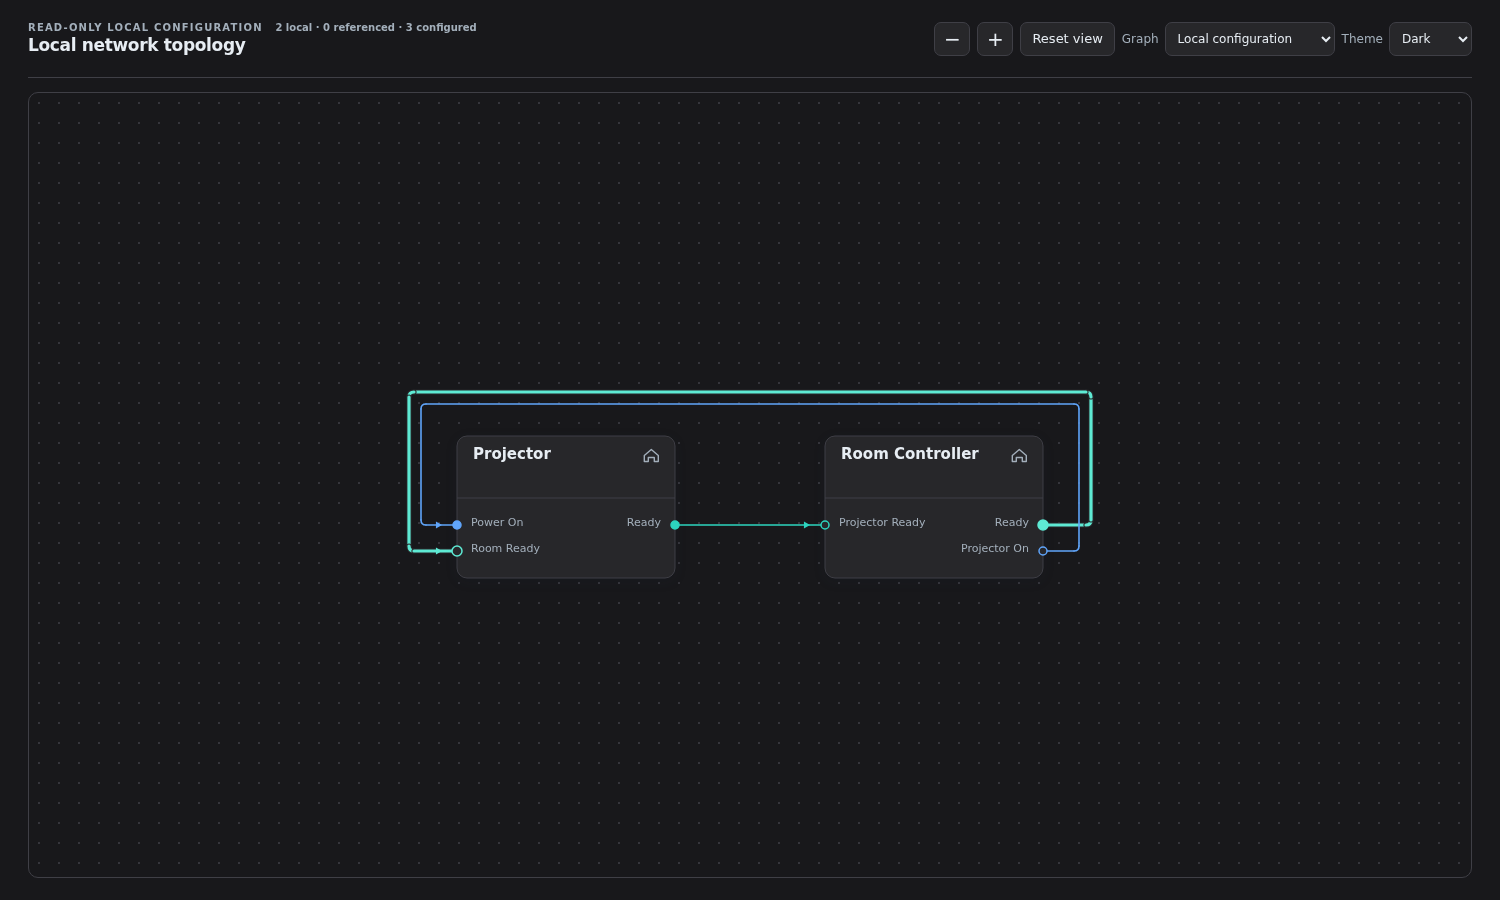 READ-ONLY LOCAL CONFIGURATION 2 local · 0 referenced · 3 configured
Local network topology
− + Reset view Graph Local configuration Theme Dark
Projector
Power On Ready
Room Ready
Room Controller
Projector Ready Ready
Projector On